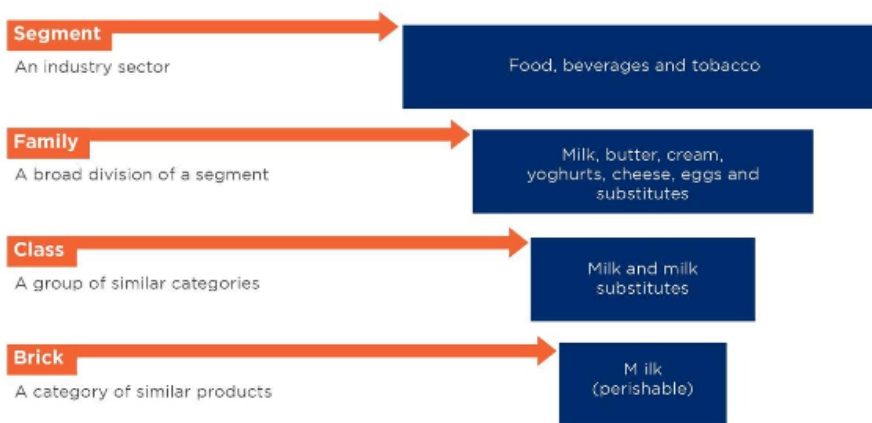 Segment
An industry sector
Food, beverages and tobacco
Family
A broad division of a segment
Milk, butter, cream,
yoghurts, cheese, eggs and
substitutes
Class
A group of similar categories
Milk and milk
substitutes
Brick
A category of similar products
M ilk
(perishable)